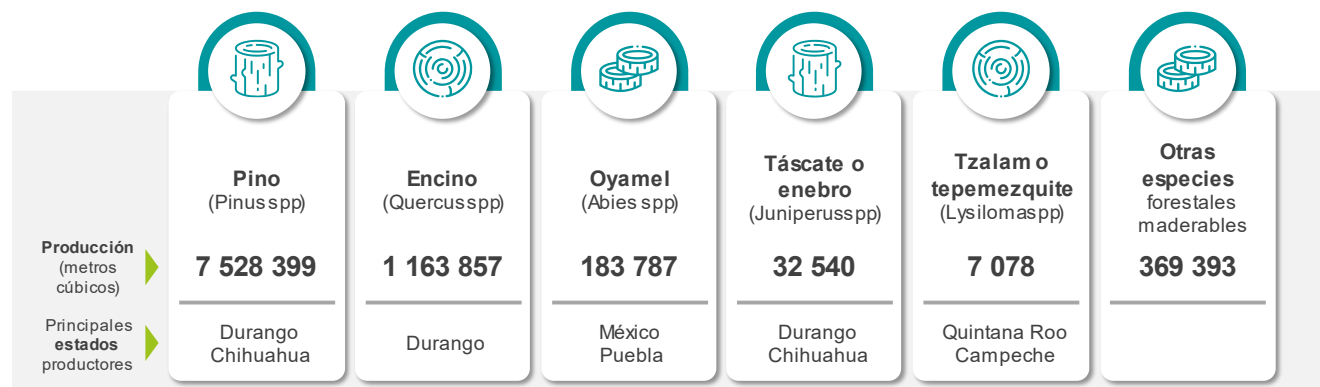 Pino
(Pinus spp)
Encino
(Quercus spp)
Oyamel
(Abies spp)
Táscate o
enebro
(Juniperus spp)
Tzalam o
tepemezquite
(Lysiloma spp)
Otras
especies
forestales
maderables
Producción
(metros
cúbicos)
7 528 399
1 163 857
183 787
32 540
7 078
369 393
Principales
estados
productores
Durango
Chihuahua
Durango
México
Puebla
Durango
Chihuahua
Quintana Roo
Campeche